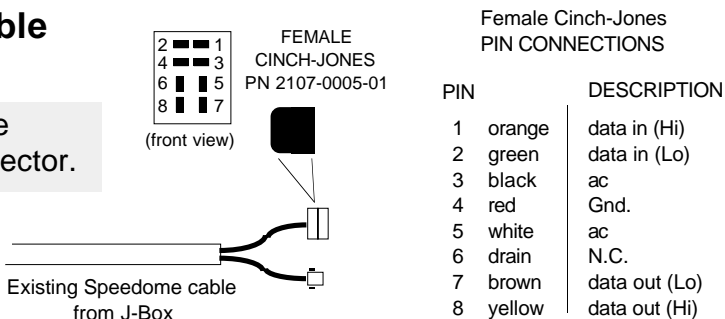 ble
e
ector.
2 1
4 3
6 5
8 7
(front view)
FEMALE
CINCH-JONES
PN 2107-0005-01
Existing Speedome cable
from J-Box
Female Cinch-Jones
PIN CONNECTIONS
PIN DESCRIPTION
1 orange data in (Hi)
2 green data in (Lo)
3 black ac
4 red Gnd.
5 white ac
6 drain N.C.
7 brown data out (Lo)
8 yellow data out (Hi)